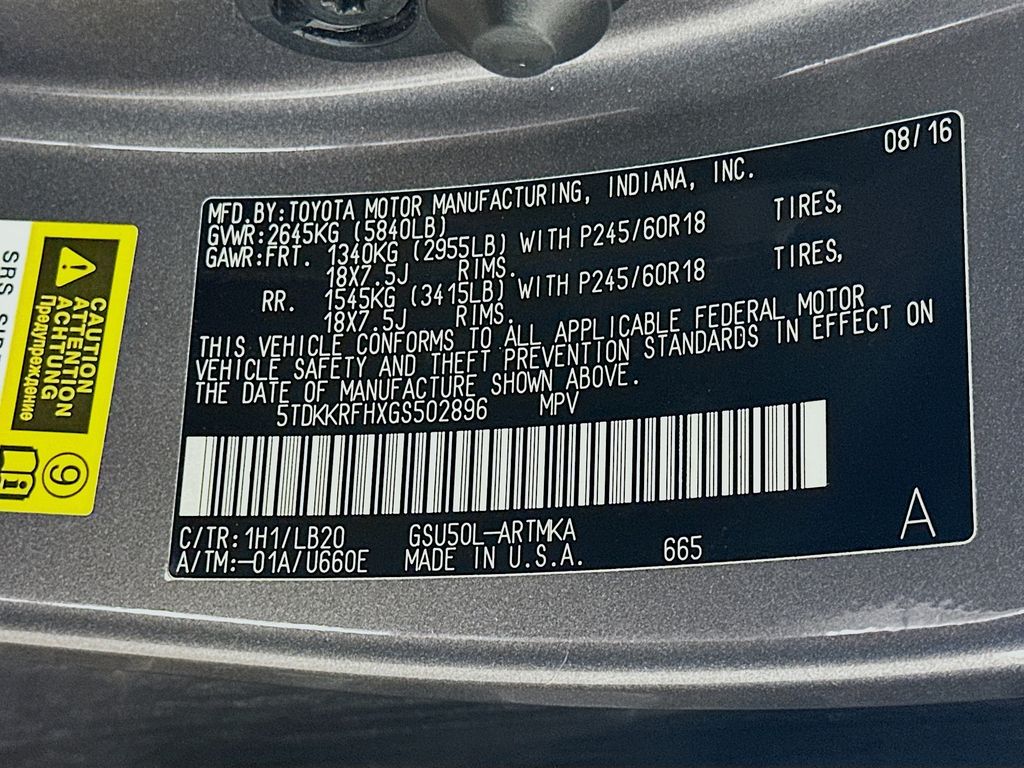 08/16
MFD.BY:TOYOTA MOTOR MANUFACTURING, INDIANA, INC.
GVWR:2645KG (5840LB)
GAWR:FRT. 1340KG (2955LB) WITH P245/60R18 TIRES,
18X7.5J RIMS.
RR. 1545KG (3415LB) WITH P245/60R18 TIRES,
18X7.5J RIMS.
THIS VEHICLE CONFORMS TO ALL APPLICABLE FEDERAL MOTOR
VEHICLE SAFETY AND THEFT PREVENTION STANDARDS IN EFFECT ON
THE DATE OF MANUFACTURE SHOWN ABOVE.
5TDKKRFHXGS502896 MPV
C/TR:1H1/LB20 GSU50L-ARTMKA
A/TM:-01A/U660E MADE IN U.S.A. 665
A
CAUTION
ATTENTION
ACHTUNG
Предупреждение
9
SRS